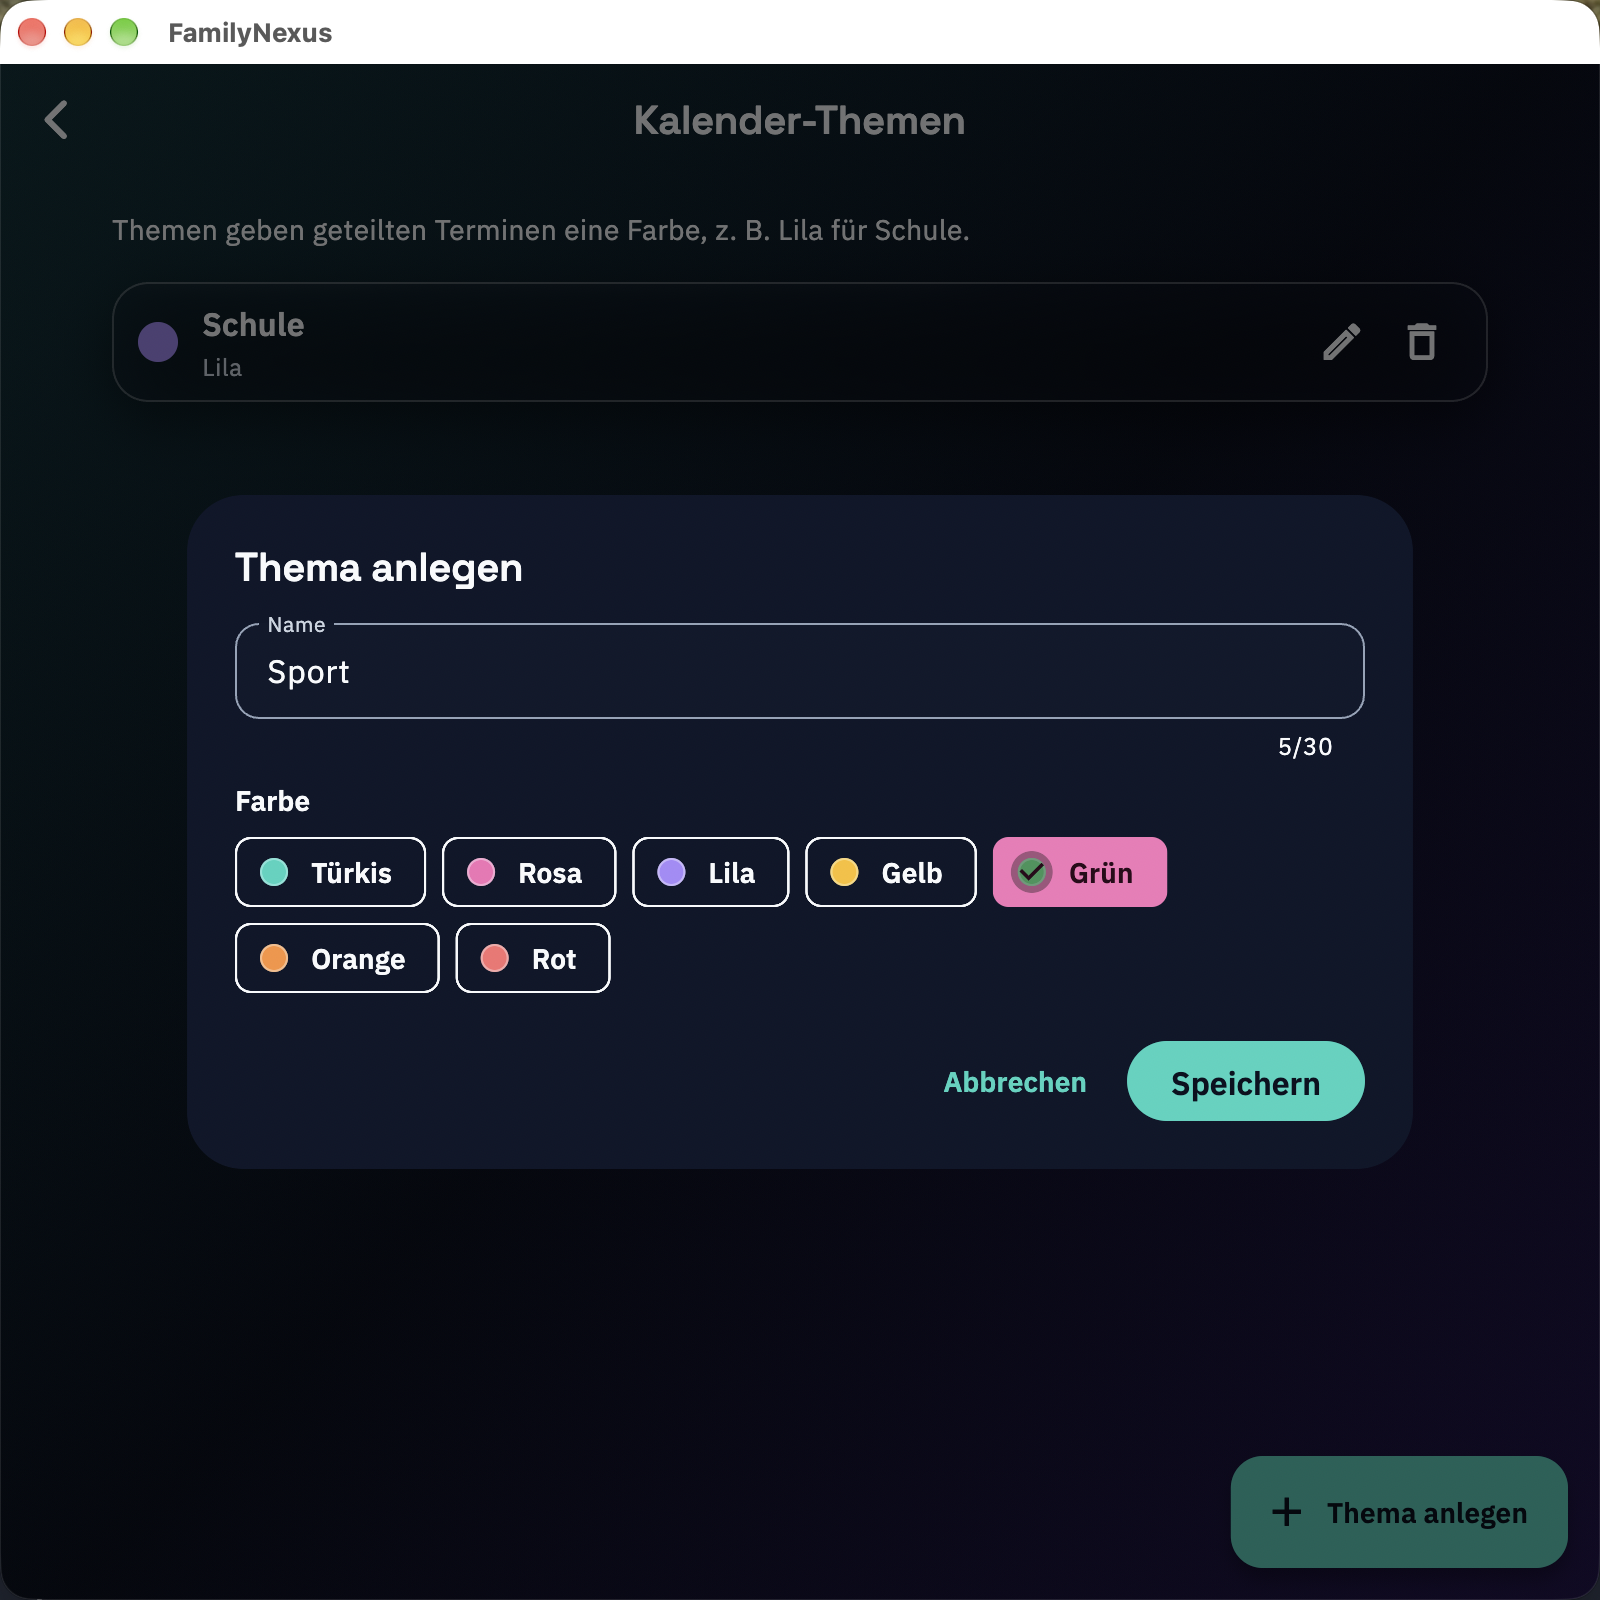 FamilyNexus
Kalender-Themen
Themen geben geteilten Terminen eine Farbe, z. B. Lila für Schule.
Schule
Lila
Thema anlegen
Name
Sport
5/30
Farbe
Türkis Rosa Lila Gelb Grün
Orange Rot
Abbrechen Speichern
Thema anlegen